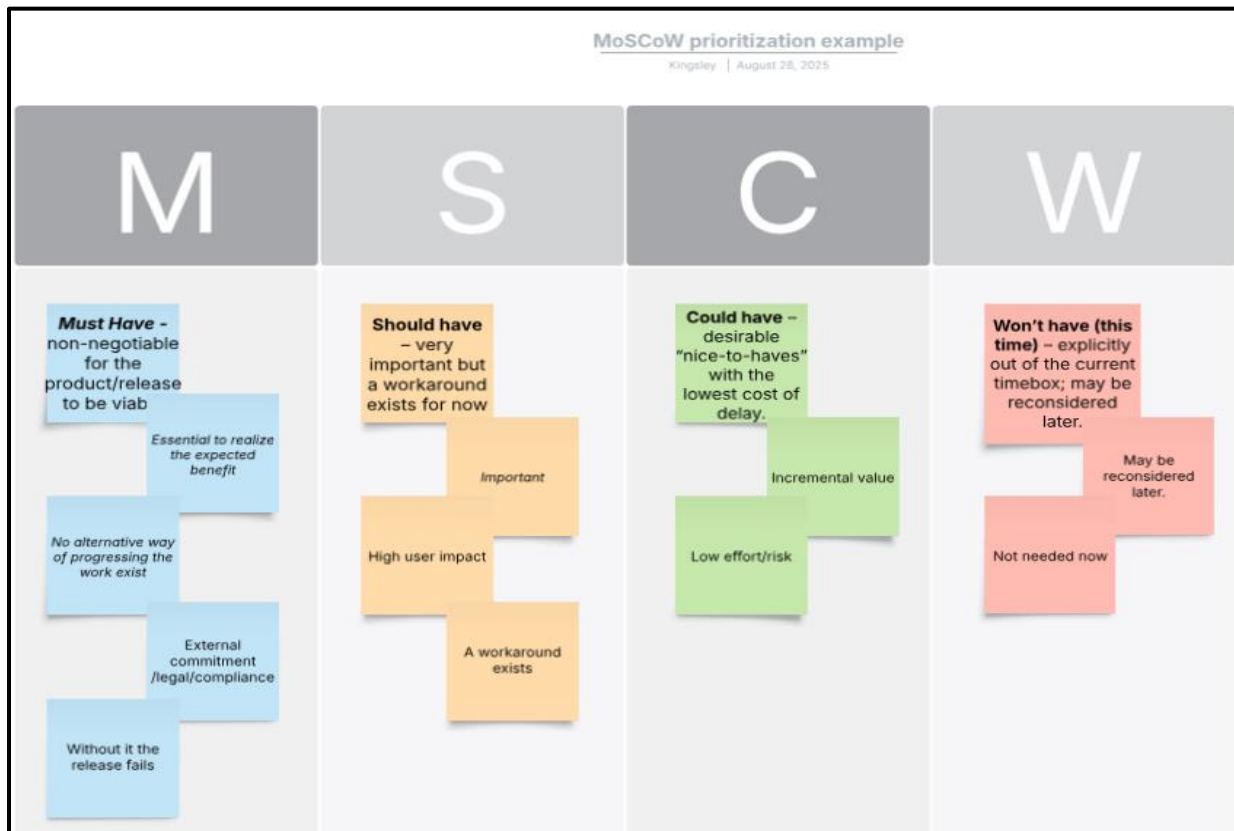 MoSCoW prioritization example
Kingsley | August 28, 2025
M
S
C
W
Must Have -
non-negotiable
for the
product/release
to be viab
Essential to realize
the expected
benefit
No alternative way
of progressing the
work exist
External
commitment
/legal/compliance
Without it the
release fails
Should have
– very
important but
a workaround
exists for now
Important
High user impact
A workaround
exists
Could have –
desirable
“nice-to-haves”
with the
lowest cost of
delay.
Incremental value
Low effort/risk
Won’t have (this
time) – explicitly
out of the current
timebox; may be
reconsidered
later.
May be
reconsidered
later.
Not needed now